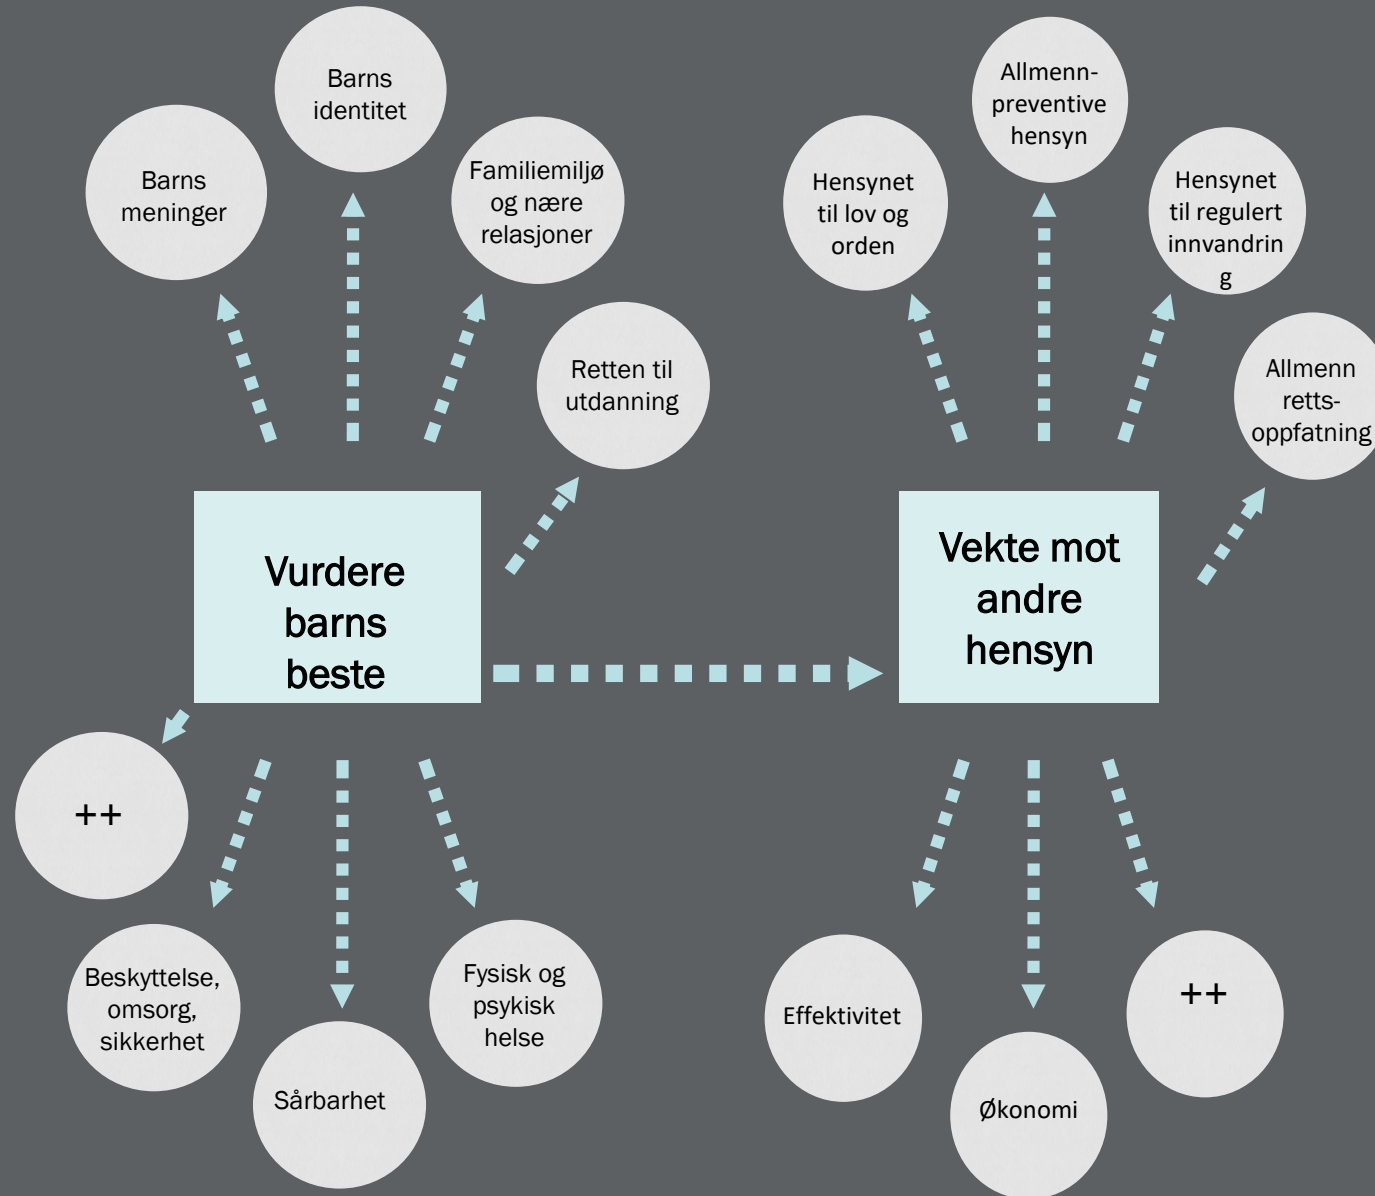 Barns
identitet
Barns
meninger
Familiemiljø
og nære
relasjoner
Retten til
utdanning
Vurdere
barns
beste
++
Beskyttelse,
omsorg,
sikkerhet
Sårbarhet
Fysisk og
psykisk
helse
Allmenn-
preventive
hensyn
Hensynet
til lov og
orden
Hensynet
til regulert
innvandrin
g
Allmenn
retts-
oppfatning
Vekte mot
andre
hensyn
Effektivitet
Økonomi
++